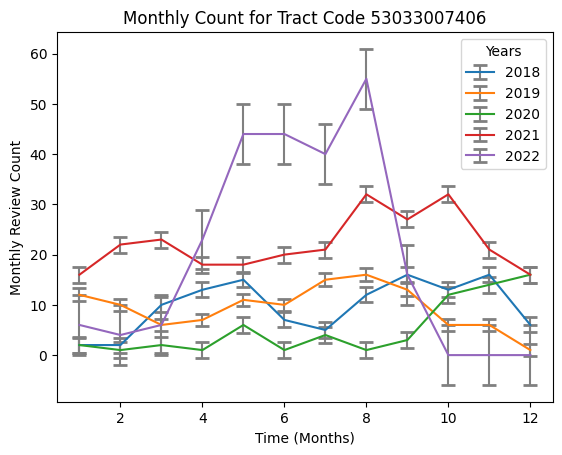 Monthly Count for Tract Code 53033007406
Years
2018
2019
2020
2021
2022
Monthly Review Count
60
50
40
30
20
10
0
2 4 6 8 10 12
Time (Months)